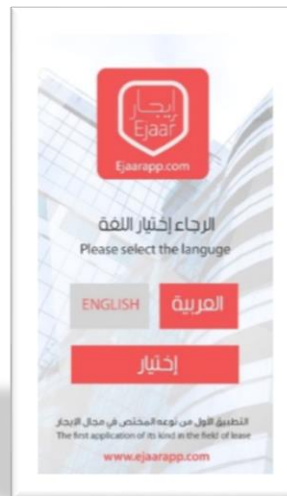 إيجار
Ejaar
Ejaarapp.com
الرجاء إختيار اللغة
Please select the languge
ENGLISH العربية
إختيار
التطبيق الأول من نوعه المختص في مجال الايجار
The first application of its kind in the field of lease
www.ejaarapp.com